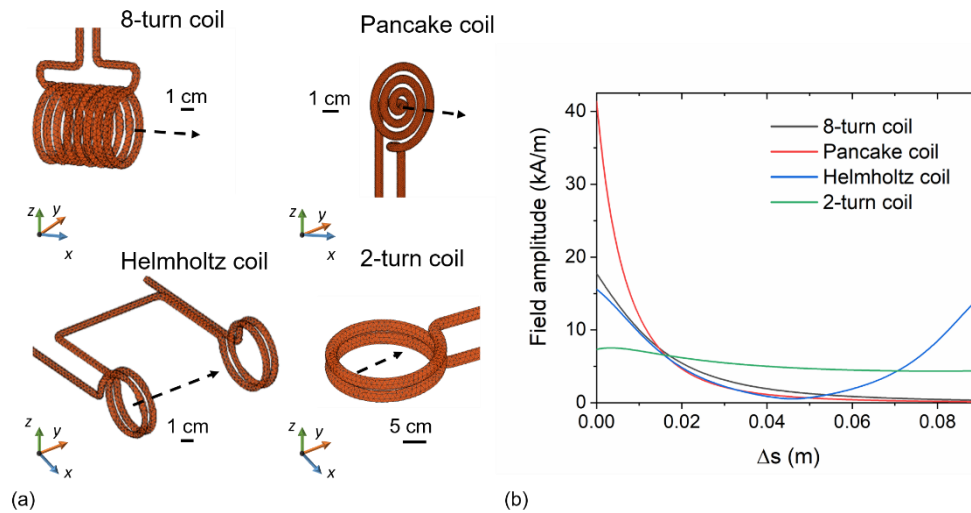 8-turn coil
1 cm
z
y
x
Pancake coil
1 cm
z
y
x
Helmholtz coil
1 cm
z
y
x
2-turn coil
5 cm
z
y
x
(a)
Field amplitude (kA/m)
40
30
20
10
0
8-turn coil
Pancake coil
Helmholtz coil
2-turn coil
0.00 0.02 0.04 0.06 0.08
Δs (m)
(b)